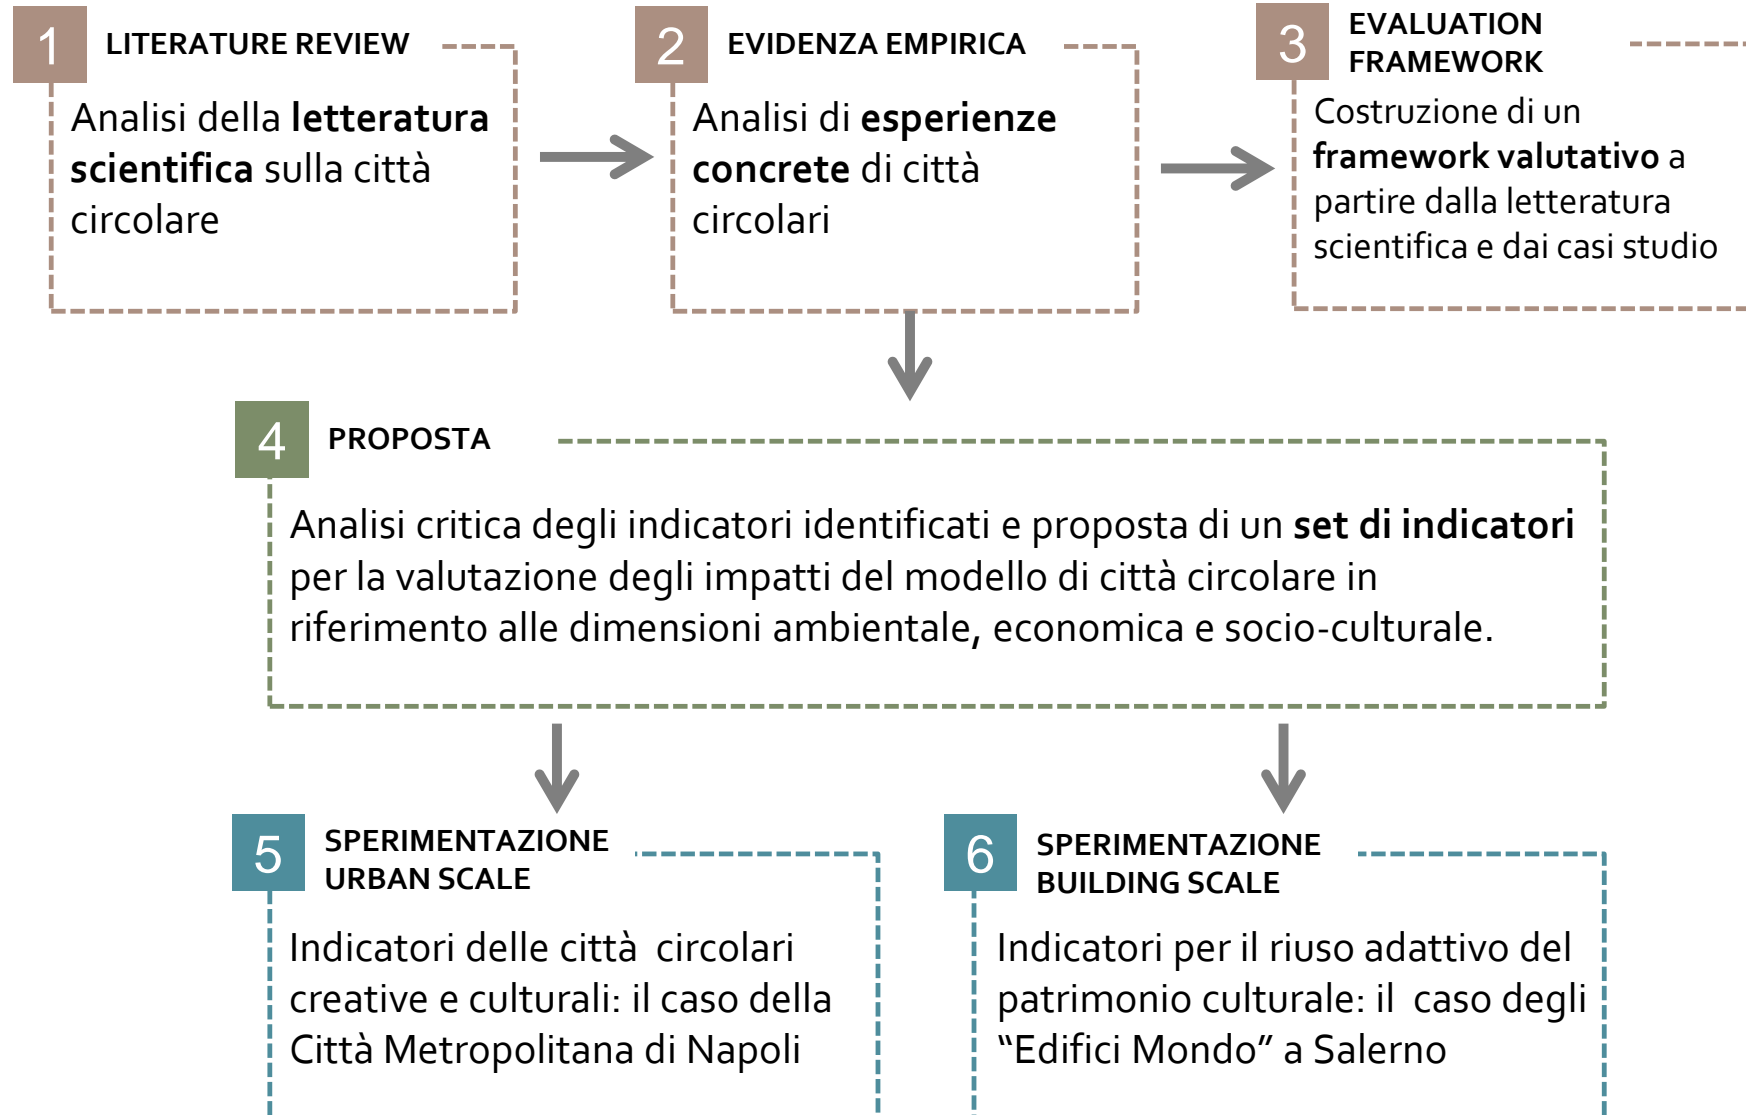 1
LITERATURE REVIEW
Analisi della letteratura
scientifica sulla città
circolare
2
EVIDENZA EMPIRICA
Analisi di esperienze
concrete di città
circolari
3
EVALUATION
FRAMEWORK
Costruzione di un
framework valutativo a
partire dalla letteratura
scientifica e dai casi studio
4
PROPOSTA
Analisi critica degli indicatori identificati e proposta di un set di indicatori
per la valutazione degli impatti del modello di città circolare in
riferimento alle dimensioni ambientale, economica e socio-culturale.
5
SPERIMENTAZIONE
URBAN SCALE
Indicatori delle città  circolari
creative e culturali: il caso della
Città Metropolitana di Napoli
6
SPERIMENTAZIONE
BUILDING SCALE
Indicatori per il riuso adattivo del
patrimonio culturale: il  caso degli
“Edifici Mondo” a Salerno